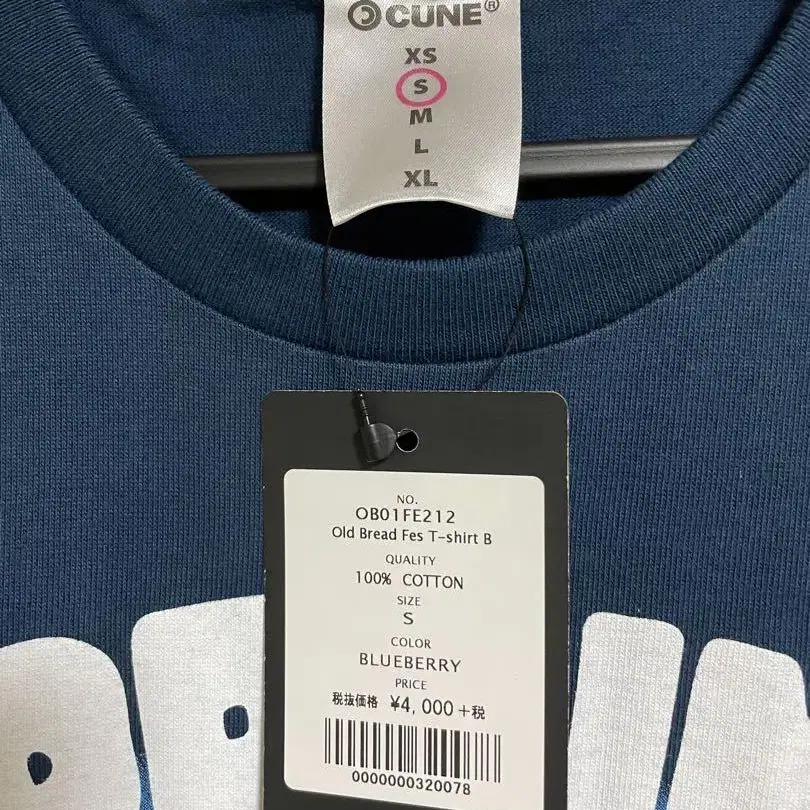 CUNE®
XS
S
M
L
XL
NO.
OB01FE212
Old Bread Fes T-shirt B
QUALITY
100% COTTON
SIZE
S
COLOR
BLUEBERRY
PRICE
税抜価格 ¥4,000+税
0000000320078